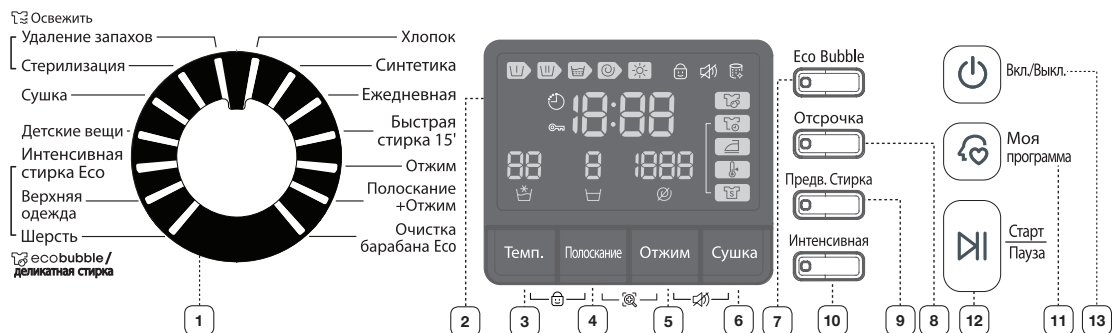 Освежить
Удаление запахов
Стерилизация
Сушка
Детские вещи
Интенсивная
стирка Eco
Верхняя
одежда
Шерсть
ecobubble/
деликатная стирка
Хлопок
Синтетика
Ежедневная
Быстрая
стирка 15'
Отжим
Полоскание
+Отжим
Очистка
барабана Eco
18:88
88 8 1888
Темп. Полоскание Отжим Сушка
Eco Bubble
Отсрочка
Предв. Стирка
Интенсивная
Вкл./Выкл.
Моя
программа
Старт
Пауза
1 2 3 4 5 6 7 10 9 8 12 11 13